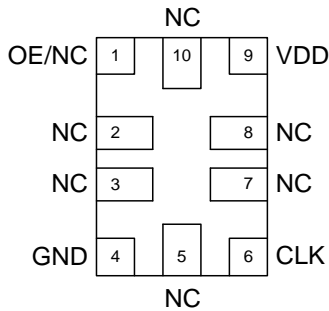 NC
OE/NC 1 10 9 VDD
NC 2 8 NC
NC 3 7 NC
GND 4 5 6 CLK
NC